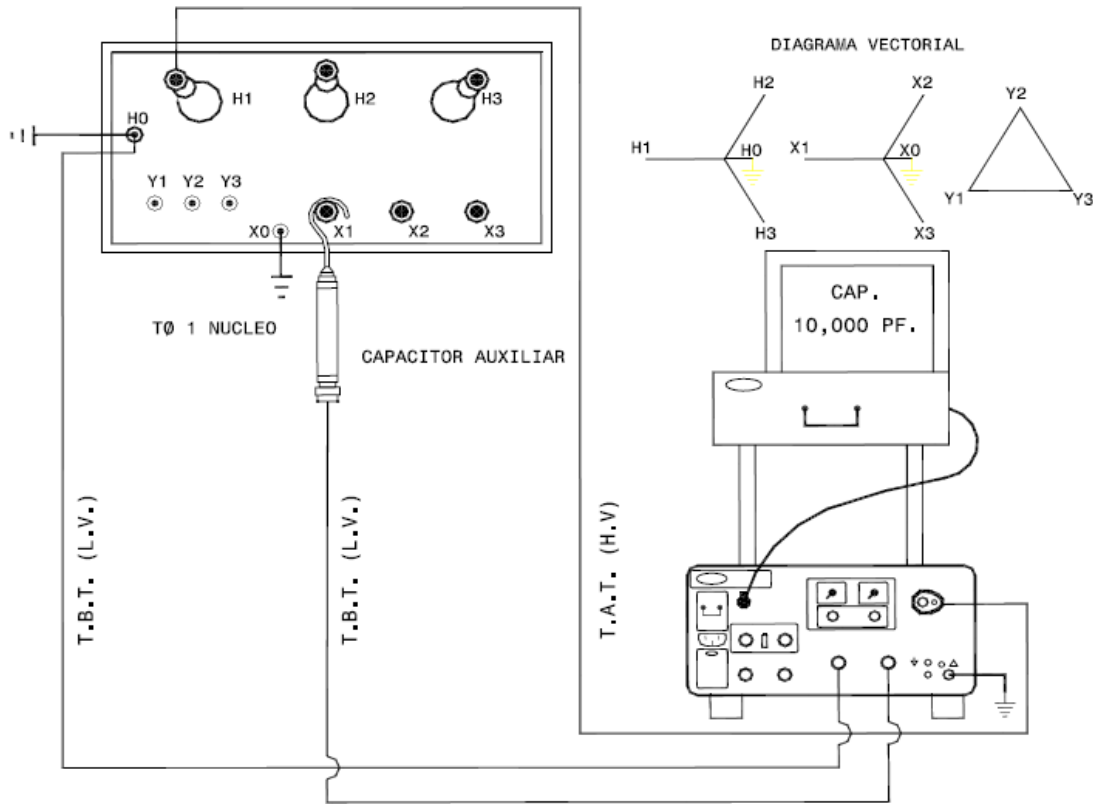 DIAGRAMA VECTORIAL
H1
H2
H3
H0
Y1 Y2 Y3
X0
X1
X2
X3
H2
H1
H0
H3
X2
X1
X0
X3
Y2
Y1
Y3
TØ 1 NUCLEO
CAPACITOR AUXILIAR
CAP.
10,000 PF.
T.B.T. (L.V.)
T.B.T. (L.V.)
T.A.T. (H.V)